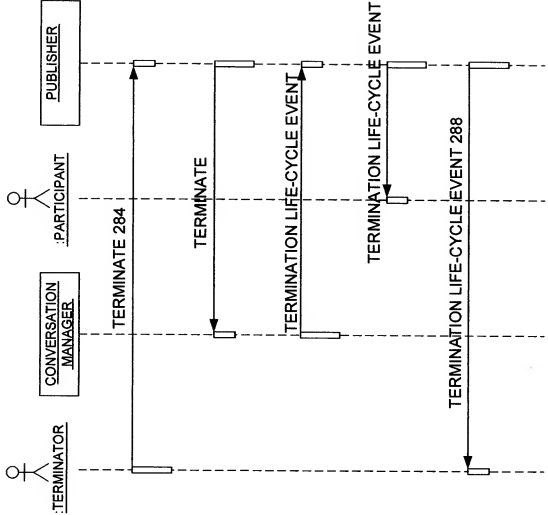 :TERMINATOR
CONVERSATION
MANAGER
:PARTICIPANT
PUBLISHER
TERMINATE 284
TERMINATE
TERMINATION LIFE-CYCLE EVENT
TERMINATION LIFE-CYCLE EVENT
TERMINATION LIFE-CYCLE EVENT 288